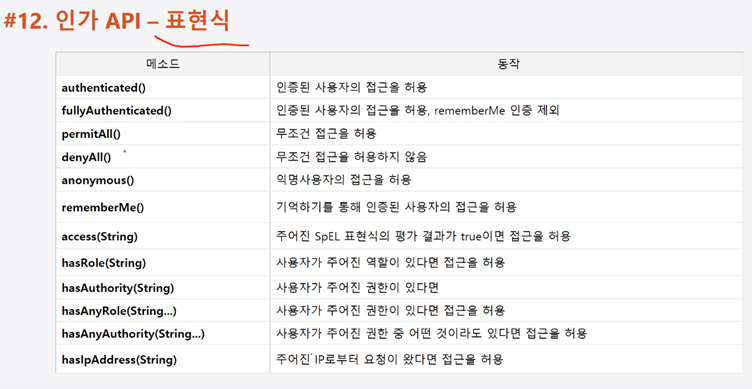 #12. 인가 API – 표현식
메소드 동작
authenticated() 인증된 사용자의 접근을 허용
fullyAuthenticated() 인증된 사용자의 접근을 허용, rememberMe 인증 제외
permitAll() 무조건 접근을 허용
denyAll() 무조건 접근을 허용하지 않음
anonymous() 익명사용자의 접근을 허용
rememberMe() 기억하기를 통해 인증된 사용자의 접근을 허용
access(String) 주어진 SpEL 표현식의 평가 결과가 true이면 접근을 허용
hasRole(String) 사용자가 주어진 역할이 있다면 접근을 허용
hasAuthority(String) 사용자가 주어진 권한이 있다면
hasAnyRole(String...) 사용자가 주어진 권한이 있다면 접근을 허용
hasAnyAuthority(String...) 사용자가 주어진 권한 중 어떤 것이라도 있다면 접근을 허용
hasIpAddress(String) 주어진 IP로부터 요청이 왔다면 접근을 허용